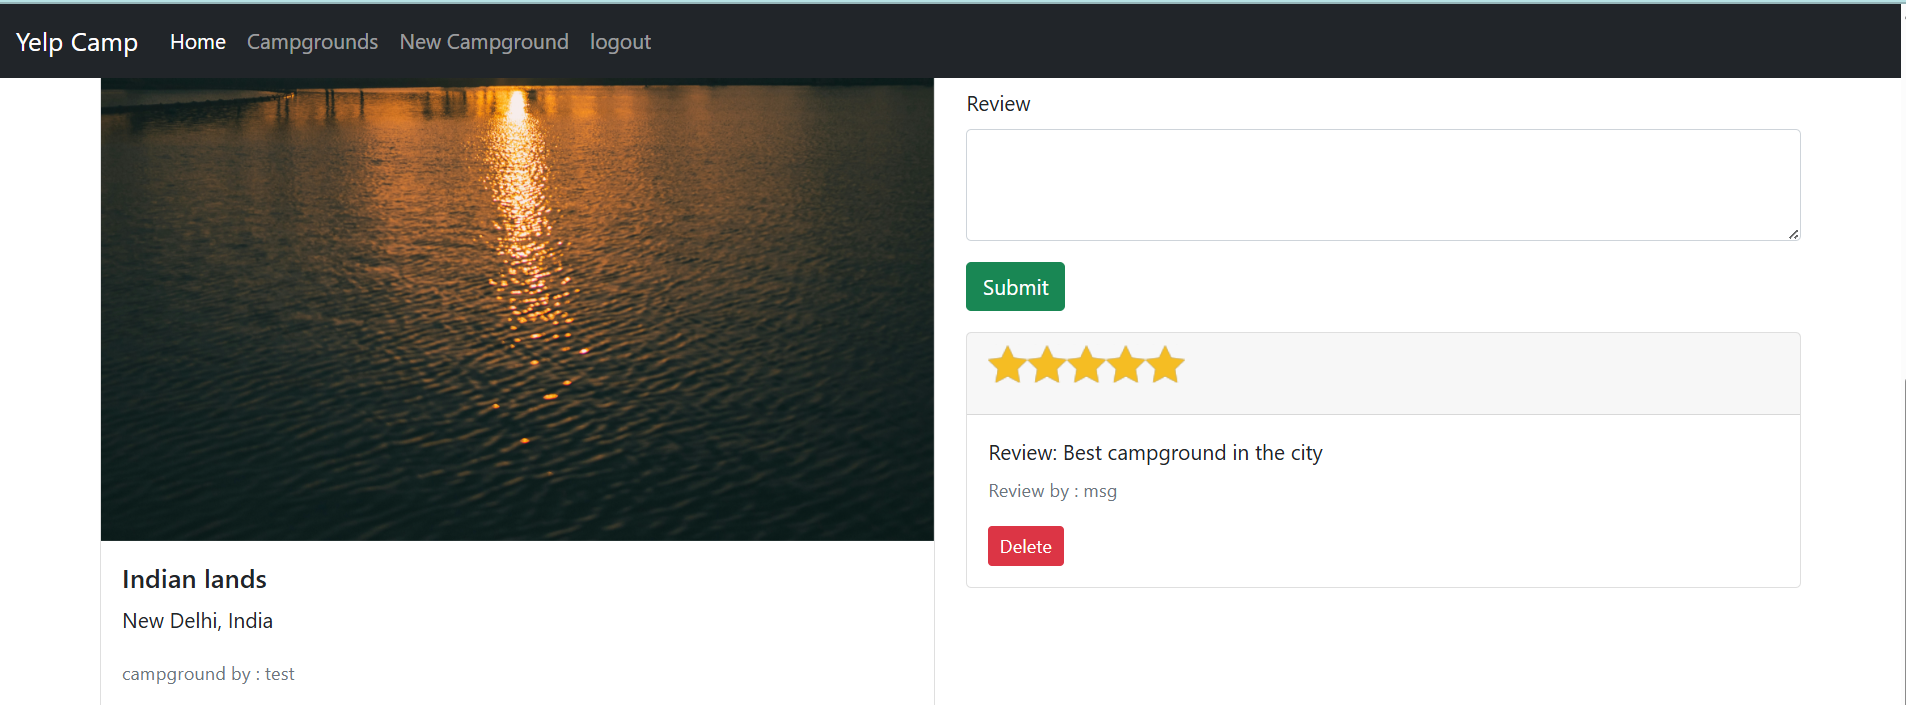 Yelp Camp Home Campgrounds New Campground logout
Indian lands
New Delhi, India
campground by : test
Review
Submit
Review: Best campground in the city
Review by : msg
Delete